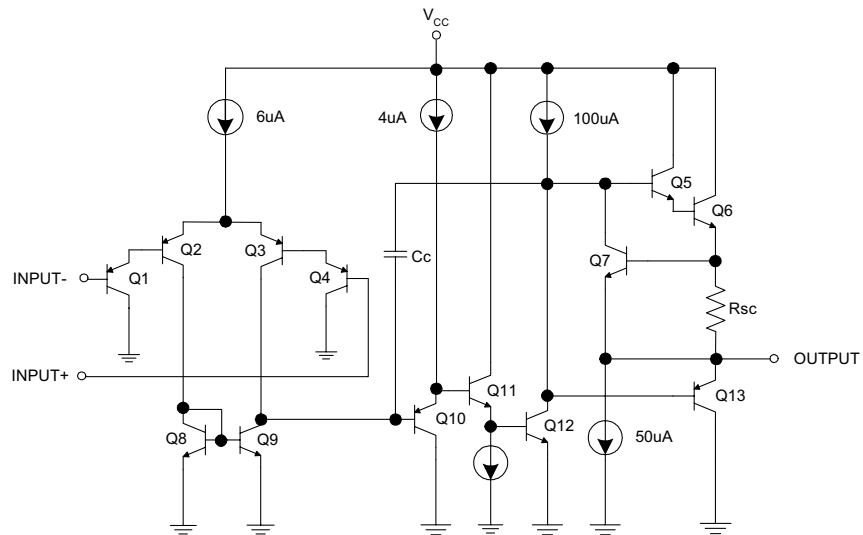 VCC
6uA
4uA
100uA
Q5
Q6
Q2
Q3
Q1
Q4
Cc
Q7
Rsc
INPUT-
INPUT+
OUTPUT
Q11
Q10
Q12
Q13
Q8
Q9
50uA